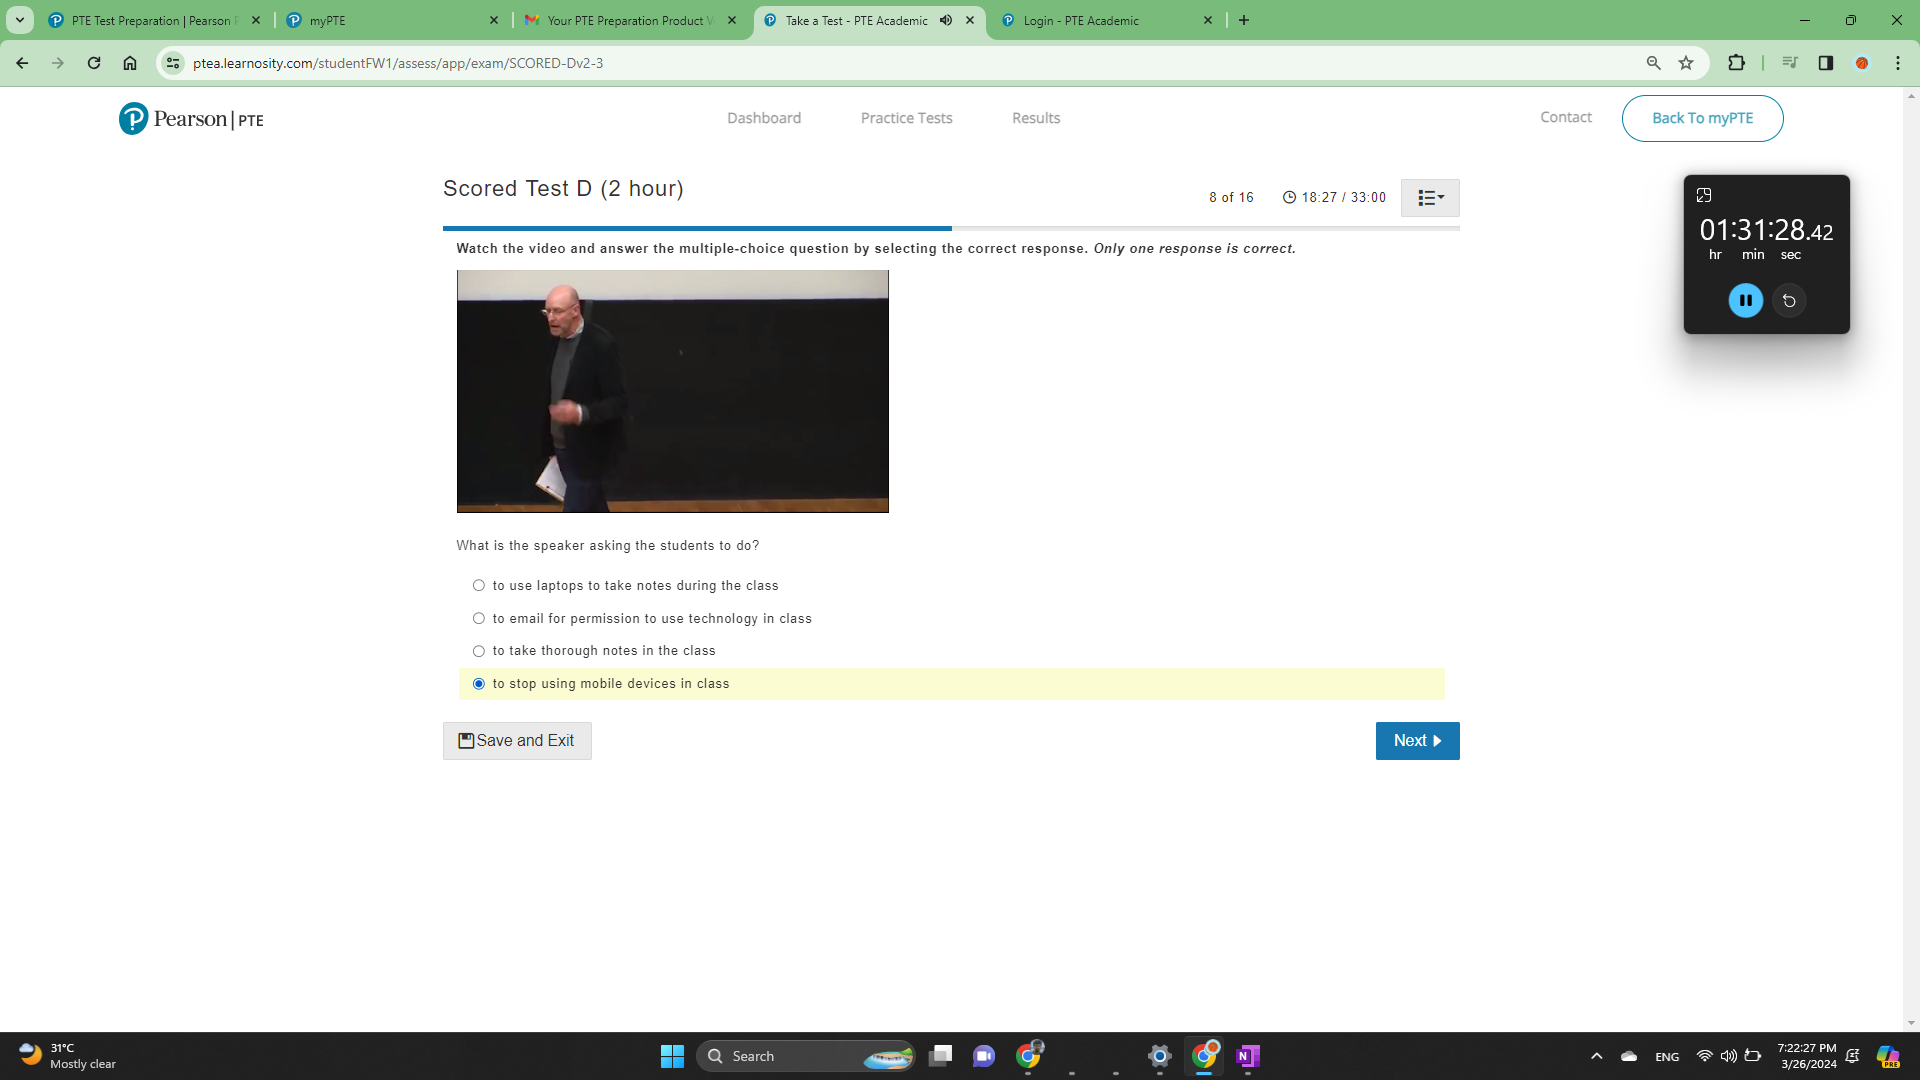 PTE Test Preparation | Pearson P
myPTE
Your PTE Preparation Product V
Take a Test - PTE Academic
Login - PTE Academic
ptea.learnosity.com/studentFW1/assess/app/exam/SCORED-Dv2-3
Pearson | PTE
Dashboard
Practice Tests
Results
Contact
Back To myPTE
Scored Test D (2 hour)
8 of 16
18:27 / 33:00
01:31:28.42
hr min sec
Watch the video and answer the multiple-choice question by selecting the correct response. Only one response is correct.
What is the speaker asking the students to do?
to use laptops to take notes during the class
to email for permission to use technology in class
to take thorough notes in the class
to stop using mobile devices in class
Save and Exit
Next
31°C
Mostly clear
Search
N
ENG
7:22:27 PM
3/26/2024
PRE